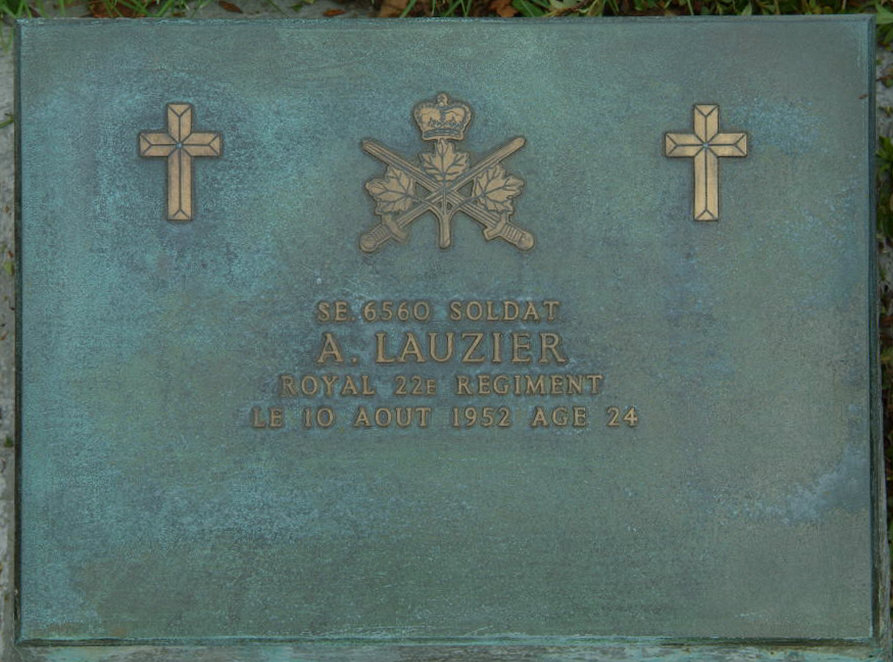 SE.6560 SOLDAT
A. LAUZIER
ROYAL 22E REGIMENT
LE 10 AOUT 1952 AGE 24